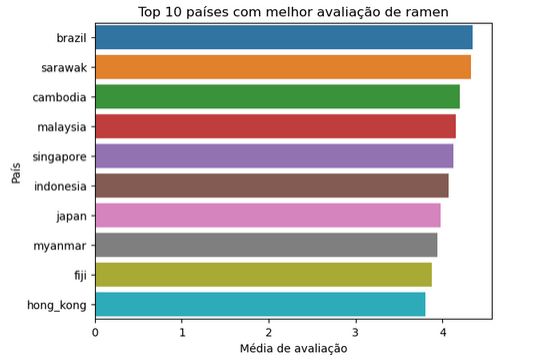 Top 10 países com melhor avaliação de ramen
País
brazil
sarawak
cambodia
malaysia
singapore
indonesia
japan
myanmar
fiji
hong_kong
0 1 2 3 4
Média de avaliação